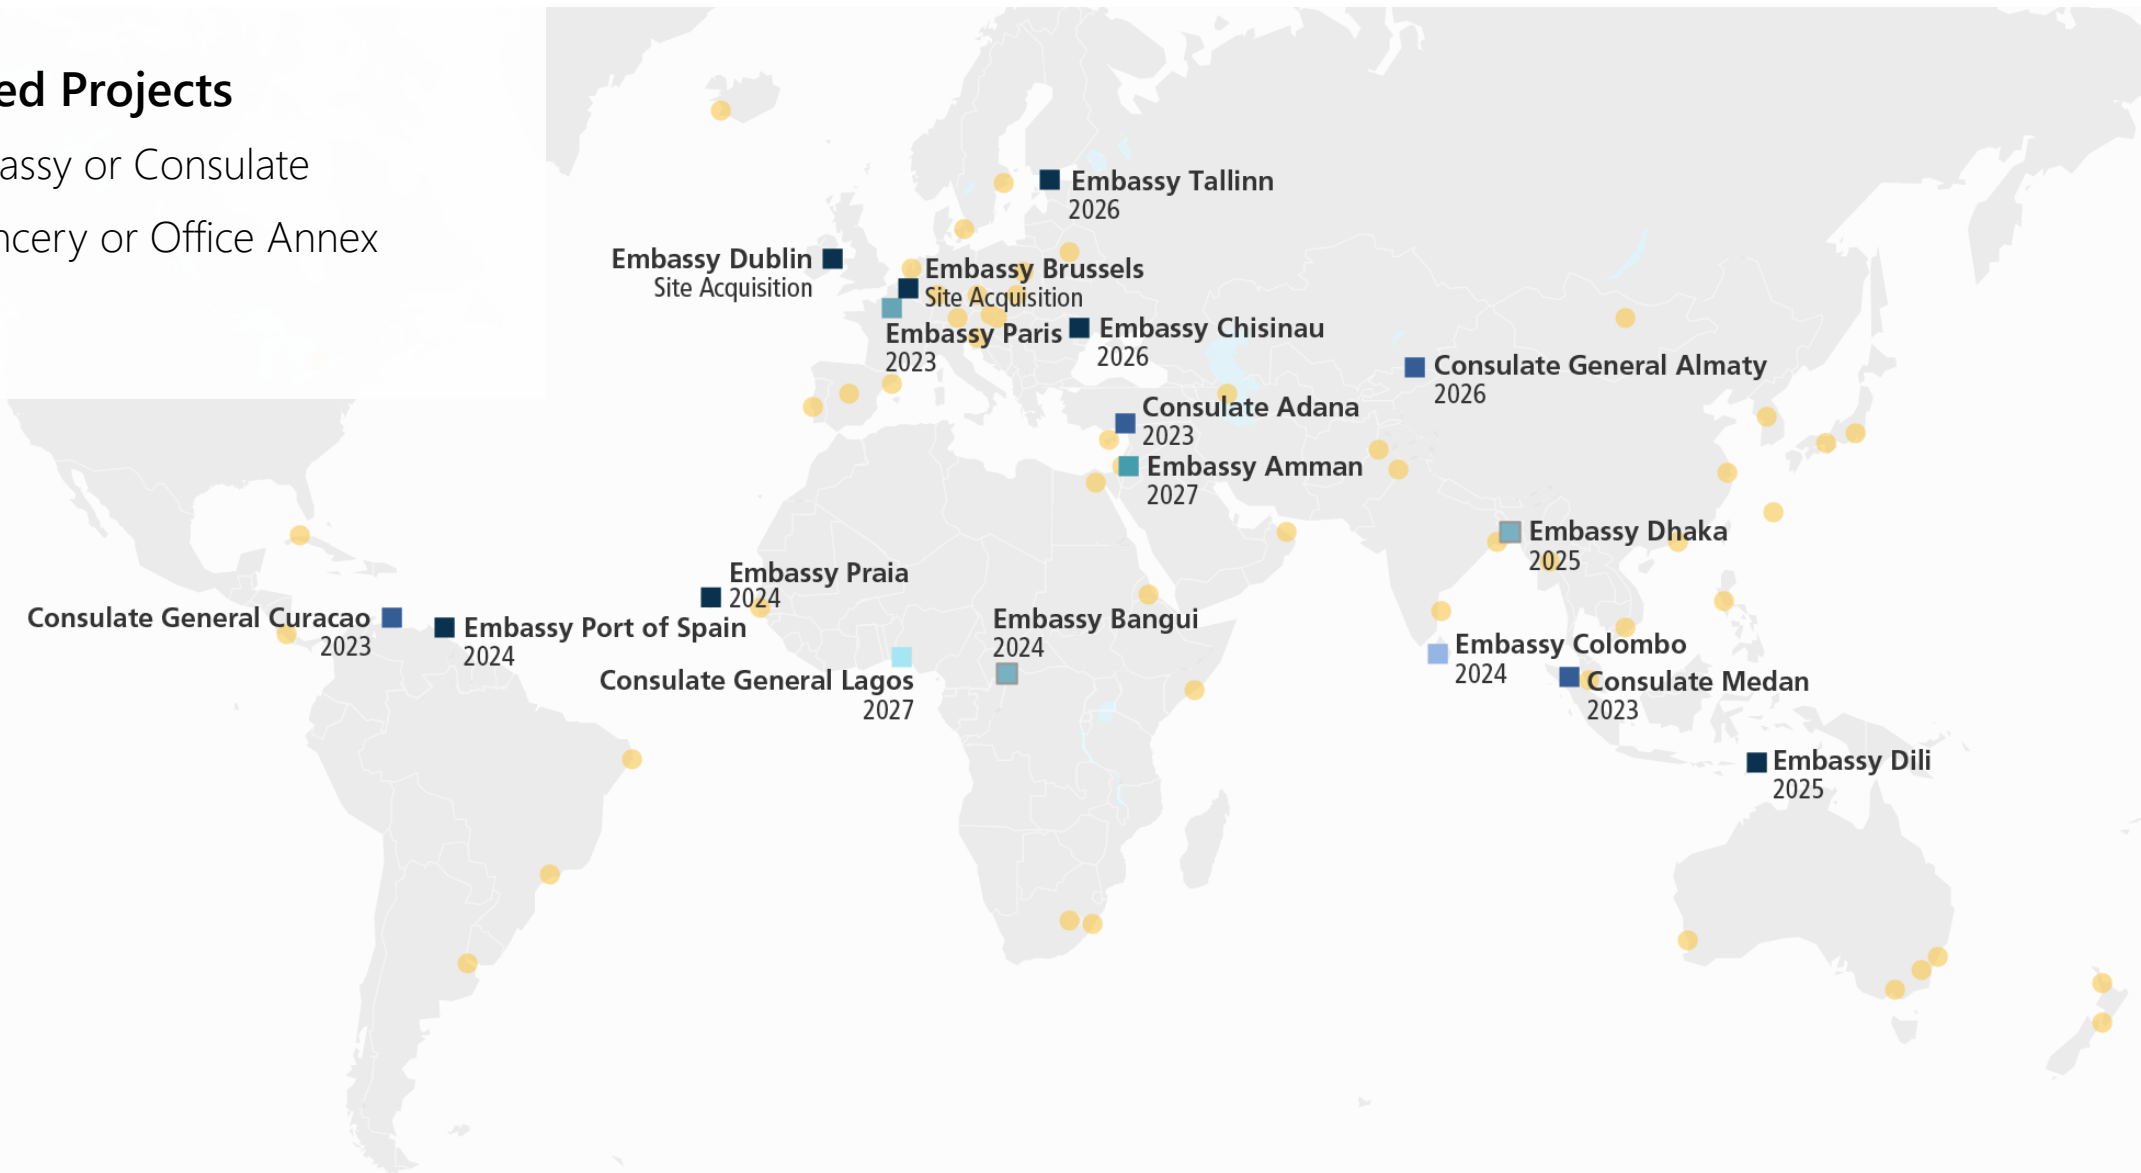 ed Projects
assy or Consulate
ncery or Office Annex
Embassy Tallinn
2026
Embassy Dublin
Site Acquisition
Embassy Brussels
Site Acquisition
Embassy Paris
2023
Embassy Chisinau
2026
Consulate General Almaty
2026
Consulate Adana
2023
Embassy Amman
2027
Embassy Dhaka
2025
Embassy Praia
2024
Consulate General Curacao
2023
Embassy Port of Spain
2024
Embassy Bangui
2024
Consulate General Lagos
2027
Embassy Colombo
2024
Consulate Medan
2023
Embassy Dili
2025